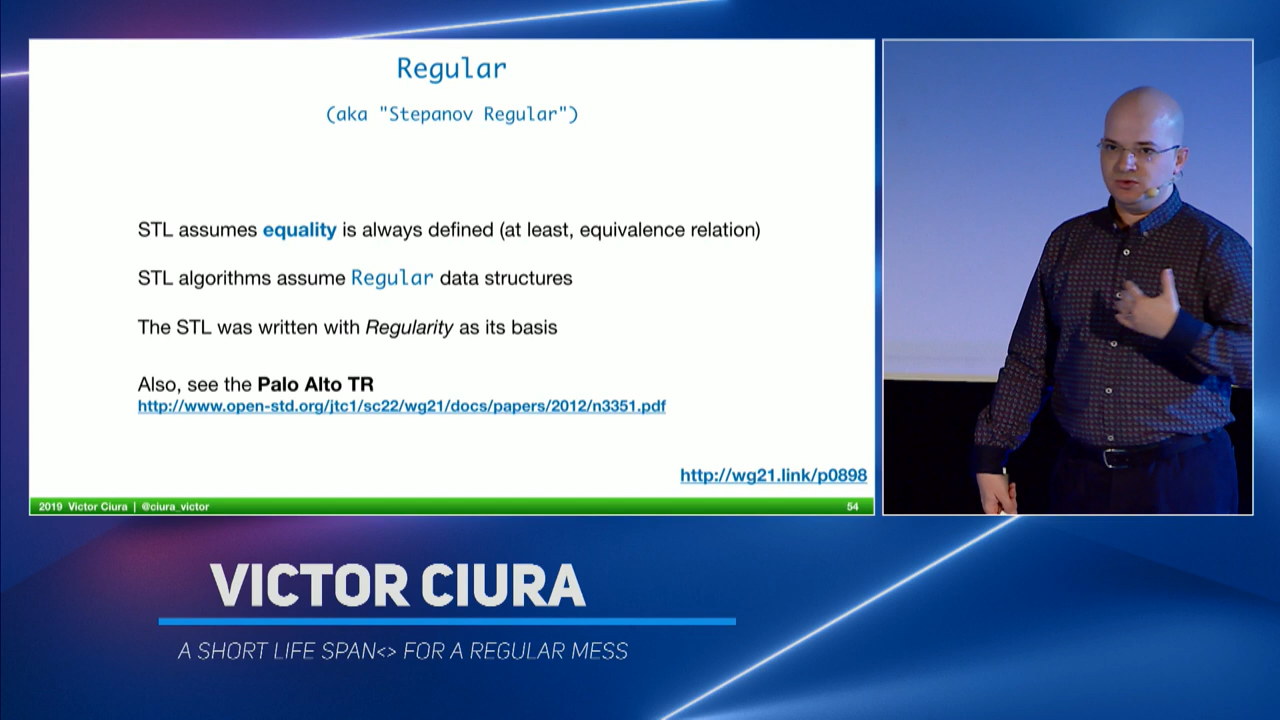 Regular
(aka "Stepanov Regular")
STL assumes equality is always defined (at least, equivalence relation)
STL algorithms assume Regular data structures
The STL was written with Regularity as its basis
Also, see the Palo Alto TR
http://www.open-std.org/jtc1/sc22/wg21/docs/papers/2012/n3351.pdf
http://wg21.link/p0898
2019 Victor Ciura | @ciura_victor
54
VICTOR CIURA
A SHORT LIFE SPAN<> FOR A REGULAR MESS